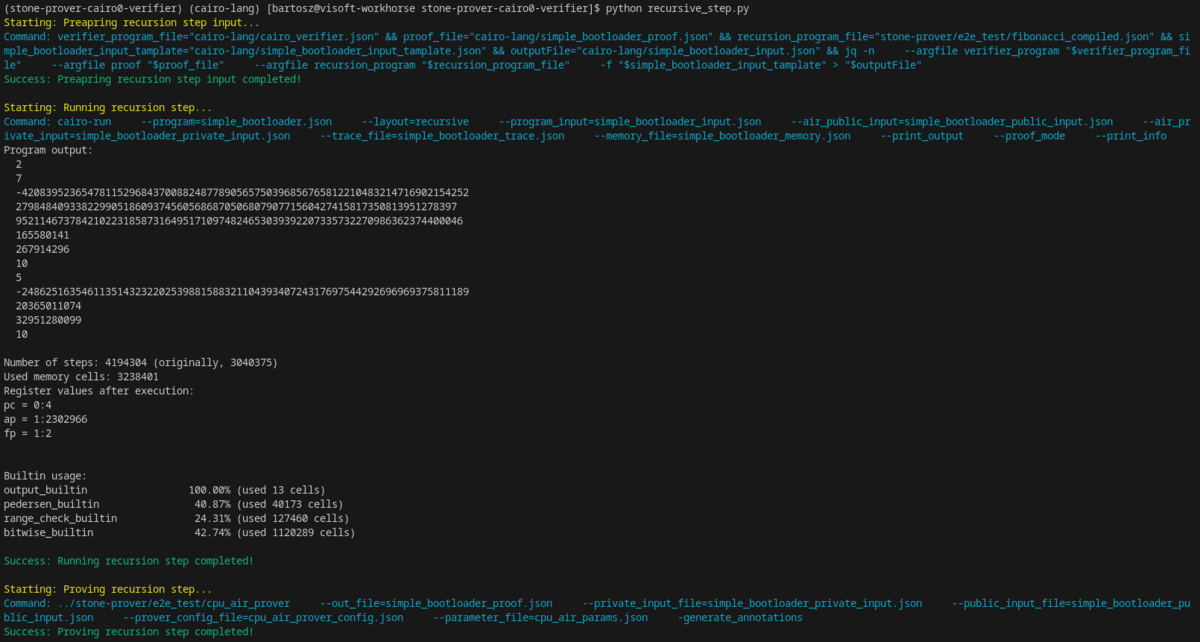 (stone-prover-cairo0-verifier) (cairo-lang) [bartosz@visoft-workhorse stone-prover-cairo0-verifier]$ python recursive_step.py
Starting: Preapring recursion step input...
Command: verifier_program_file="cairo-lang/cairo_verifier.json" && proof_file="cairo-lang/simple_bootloader_proof.json" && recursion_program_file="stone-prover/e2e_test/fibonacci_compiled.json" && si
mple_bootloader_input_tamplate="cairo-lang/simple_bootloader_input_tamplate.json" && outputFile="cairo-lang/simple_bootloader_input.json" && jq -n     --argfile verifier_program "$verifier_program_fi
le"     --argfile proof "$proof_file"     --argfile recursion_program "$recursion_program_file"     -f "$simple_bootloader_input_tamplate" > "$outputFile"
Success: Preapring recursion step input completed!

Starting: Running recursion step...
Command: cairo-run     --program=simple_bootloader.json     --layout=recursive     --program_input=simple_bootloader_input.json     --air_public_input=simple_bootloader_public_input.json     --air_pr
ivate_input=simple_bootloader_private_input.json     --trace_file=simple_bootloader_trace.json     --memory_file=simple_bootloader_memory.json     --print_output     --proof_mode     --print_info
Program output:
  2
  7
  -420839523654781152968437008824877890565750396856765812210483214716902154252
  279848409338229905186093745605686870506807907715604274158173508139512 78397
  952114673784210223185873164951710974824653039392207335732270986362374400046
  165580141
  267914296
  10
  5
  -248625163546113514323220253988158832110439340724317697544292696969375811189
  20365011074
  32951280099
  10

Number of steps: 4194304 (originally, 3040375)
Used memory cells: 3238401
Register values after execution:
pc = 0:4
ap = 1:2302966
fp = 1:2

Builtin usage:
output_builtin                100.00% (used 13 cells)
pedersen_builtin               40.87% (used 40173 cells)
range_check_builtin            24.31% (used 127460 cells)
bitwise_builtin                42.74% (used 1120289 cells)

Success: Running recursion step completed!

Starting: Proving recursion step...
Command: ../stone-prover/e2e_test/cpu_air_prover     --out_file=simple_bootloader_proof.json     --private_input_file=simple_bootloader_private_input.json     --public_input_file=simple_bootloader_pu
blic_input.json     --prover_config_file=cpu_air_prover_config.json     --parameter_file=cpu_air_params.json     -generate_annotations
Success: Proving recursion step completed!